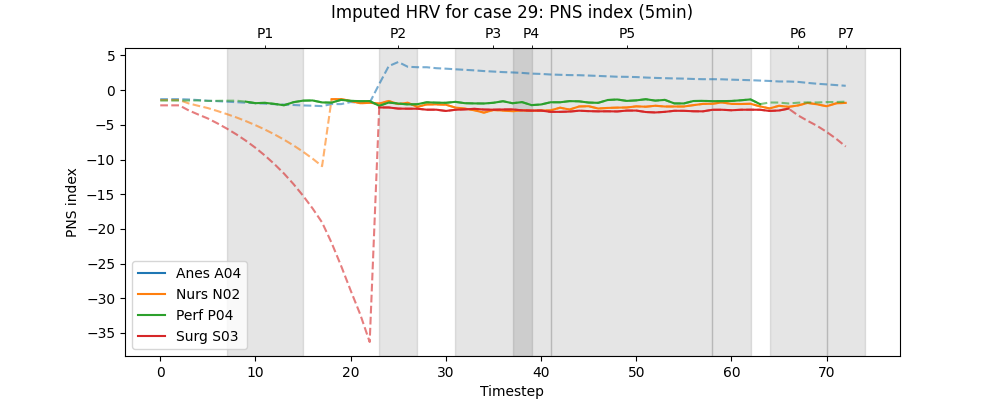 Imputed HRV for case 29: PNS index (5min)
P1 P2 P3 P4 P5 P6 P7
5
0
−5
−10
−15
−20
−25
−30
−35
PNS index
Anes A04
Nurs N02
Perf P04
Surg S03
0 10 20 30 40 50 60 70
Timestep